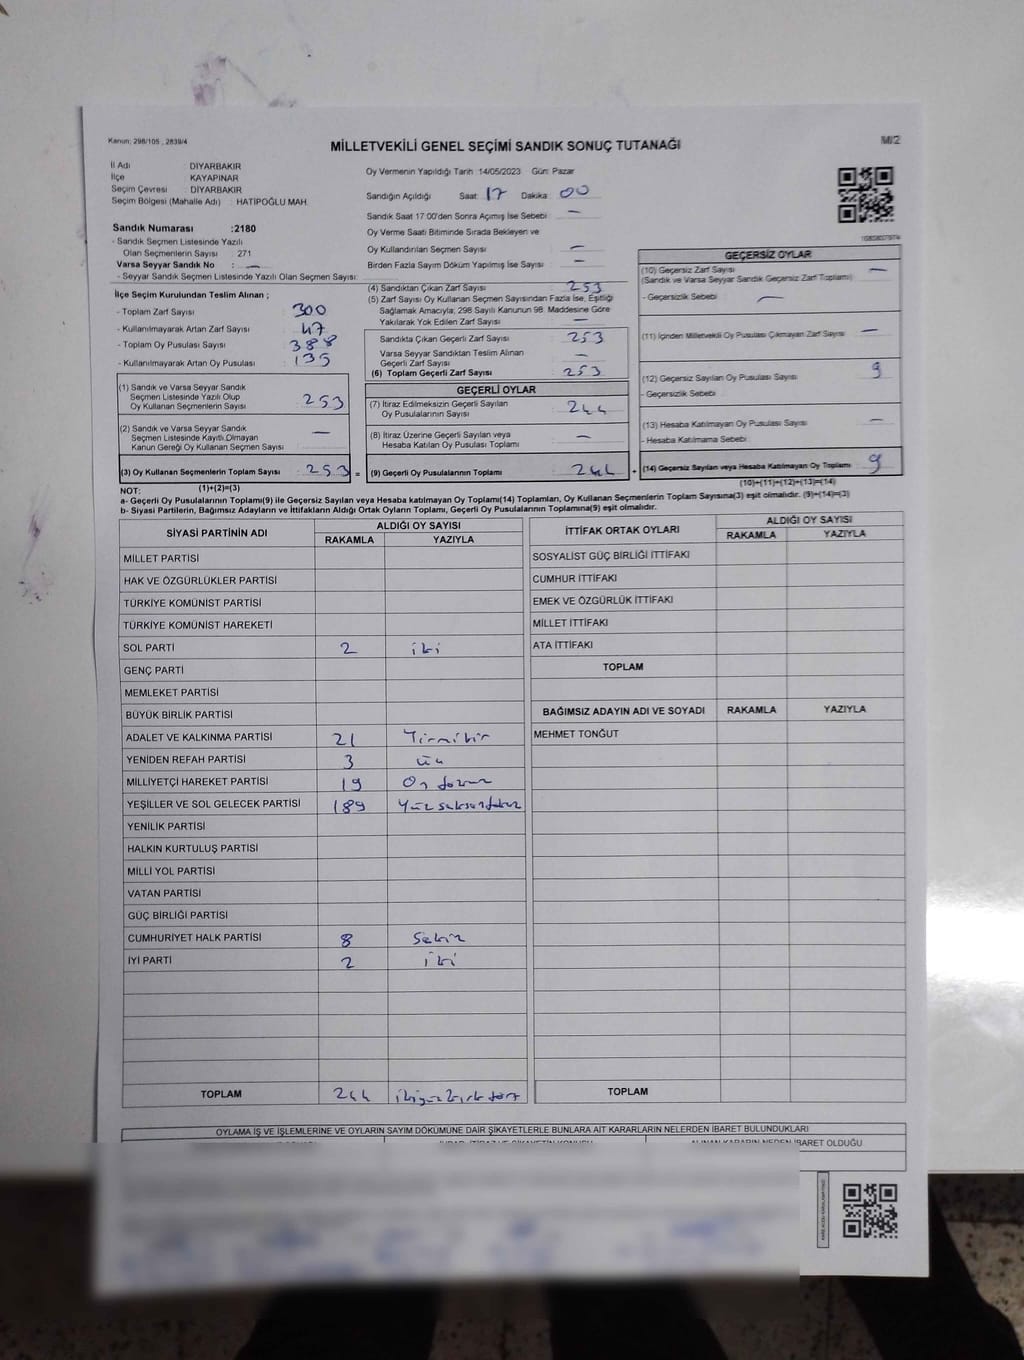 Kanun: 298/105 , 2839/4
MİLLETVEKİLİ GENEL SEÇİMİ SANDIK SONUÇ TUTANAĞI
M/2
İl Adı : DİYARBAKIR
İlçe : KAYAPINAR
Seçim Çevresi : DİYARBAKIR
Seçim Bölgesi (Mahalle Adı) : HATİPOĞLU MAH.
Oy Vermenin Yapıldığı Tarih 14/05/2023 Gün: Pazar
Sandığın Açıldığı Saat: 17 Dakika: 00
Sandık Saat 17:00'den Sonra Açımış İse Sebebi —
Oy Verme Saati Bitiminde Sırada Bekleyen ve
Oy Kullandırılan Seçmen Sayısı —
Birden Fazla Sayım Döküm Yapılmış İse Sayısı —
Sandık Numarası :2180
- Sandık Seçmen Listesinde Yazılı
Olan Seçmenlerin Sayısı : 271
Varsa Seyyar Sandık No : —
- Seyyar Sandık Seçmen Listesinde Yazılı Olan Seçmen Sayısı:
İlçe Seçim Kurulundan Teslim Alınan ;
- Toplam Zarf Sayısı : 300
- Kullanılmayarak Artan Zarf Sayısı : 47
- Toplam Oy Pusulası Sayısı : 388
- Kullanılmayarak Artan Oy Pusulası : 135
(1) Sandık ve Varsa Seyyar Sandık
Seçmen Listesinde Yazılı Olup
Oy Kullanan Seçmenlerin Sayısı : 253
(2) Sandık ve Varsa Seyyar Sandık
Seçmen Listesinde Kayıtlı Olmayan
Kanun Gereği Oy Kullanan Seçmen Sayısı : —
(3) Oy Kullanan Seçmenlerin Toplam Sayısı : 253 =
(1)+(2)=(3)
(4) Sandıktan Çıkan Zarf Sayısı : 253
(5) Zarf Sayısı Oy Kullanan Seçmen Sayısından Fazla İse, Eşitliği
Sağlamak Amacıyla; 298 Sayılı Kanunun 98. Maddesine Göre
Yakılarak Yok Edilen Zarf Sayısı : —
Sandıkta Çıkan Geçerli Zarf Sayısı : 253
Varsa Seyyar Sandıktan Teslim Alınan
Geçerli Zarf Sayısı : —
(6) Toplam Geçerli Zarf Sayısı : 253
GEÇERLİ OYLAR
(7) İtiraz Edilmeksizin Geçerli Sayılan
Oy Pusulalarının Sayısı : 244
(8) İtiraz Üzerine Geçerli Sayılan veya
Hesaba Katılan Oy Pusulası Toplamı : —
(9) Geçerli Oy Pusulalarının Toplamı : 244 +
GEÇERSİZ OYLAR
(10) Geçersiz Zarf Sayısı —
(Sandık ve Varsa Seyyar Sandık Geçersiz Zarf Toplamı)
- Geçersizlik Sebebi : —
(11) İçinden Milletvekili Oy Pusulası Çıkmayan Zarf Sayısı : —
(12) Geçersiz Sayılan Oy Pusulası Sayısı : 9
- Geçersizlik Sebebi :
(13) Hesaba Katılmayan Oy Pusulası Sayısı : —
- Hesaba Katılmama Sebebi :
(14) Geçersiz Sayılan veya Hesaba Katılmayan Oy Toplamı : 9
(10)+(11)+(12)+(13)=(14)
NOT:
a- Geçerli Oy Pusulalarının Toplamı(9) ile Geçersiz Sayılan veya Hesaba katılmayan Oy Toplamı(14) Toplamları, Oy Kullanan Seçmenlerin Toplam Sayısına(3) eşit olmalıdır. (9)+(14)=(3)
b- Siyasi Partilerin, Bağımsız Adayların ve İttifakların Aldığı Ortak Oyların Toplamı, Geçerli Oy Pusulalarının Toplamına(9) eşit olmalıdır.
SİYASİ PARTİNİN ADI ALDIĞI OY SAYISI
RAKAMLA YAZIYLA
MİLLET PARTİSİ
HAK VE ÖZGÜRLÜKLER PARTİSİ
TÜRKİYE KOMÜNİST PARTİSİ
TÜRKİYE KOMÜNİST HAREKETİ
SOL PARTİ 2 iki
GENÇ PARTİ
MEMLEKET PARTİSİ
BÜYÜK BİRLİK PARTİSİ
ADALET VE KALKINMA PARTİSİ 21 Yirmibir
YENİDEN REFAH PARTİSİ 3 üç
MİLLİYETÇİ HAREKET PARTİSİ 19 On dokuz
YEŞİLLER VE SOL GELECEK PARTİSİ 189 Yüz seksendokuz
YENİLİK PARTİSİ
HALKIN KURTULUŞ PARTİSİ
MİLLİ YOL PARTİSİ
VATAN PARTİSİ
GÜÇ BİRLİĞİ PARTİSİ
CUMHURİYET HALK PARTİSİ 8 Sekiz
İYİ PARTİ 2 iki
TOPLAM 244 ikiyüzkırk dört
İTTİFAK ORTAK OYLARI ALDIĞI OY SAYISI
RAKAMLA YAZIYLA
SOSYALİST GÜÇ BİRLİĞİ İTTİFAKI
CUMHUR İTTİFAKI
EMEK VE ÖZGÜRLÜK İTTİFAKI
MİLLET İTTİFAKI
ATA İTTİFAKI
TOPLAM
BAĞIMSIZ ADAYIN ADI VE SOYADI RAKAMLA YAZIYLA
MEHMET TONĞUT
TOPLAM
OYLAMA İŞ VE İŞLEMLERİNE VE OYLARIN SAYIM DÖKÜMÜNE DAİR ŞİKAYETLERLE BUNLARA AİT KARARLARIN NELERDEN İBARET BULUNDUKLARI
ALINAN KARARIN NEDEN İBARET OLDUĞU